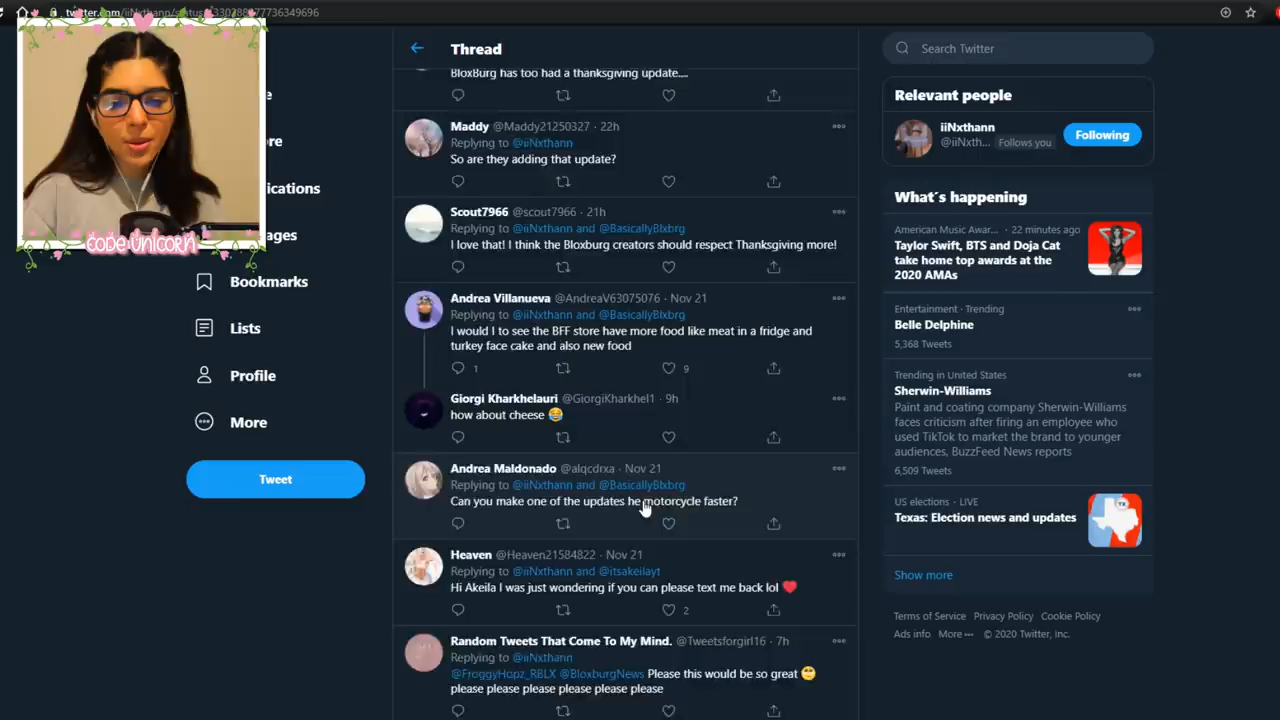 twitter.com/iiNxthann/status/
Thread
Search Twitter
BloxBurg has too had a thanksgiving update....
Maddy @Maddy21250327 · 22h
Replying to @iiNxthann
So are they adding that update?
Scout7966 @scout7966 · 21h
Replying to @iiNxthann and @BasicallyBlxbrg
I love that! I think the Bloxburg creators should respect Thanksgiving more!
Andrea Villanueva @AndreaV63075076 · Nov 21
Replying to @iiNxthann and @BasicallyBlxbrg
I would I to see the BFF store have more food like meat in a fridge and
turkey face cake and also new food
1 9
Giorgi Kharkhelauri @GiorgiKharkhel1 · 9h
how about cheese 😂
Andrea Maldonado @alqcdrxa · Nov 21
Replying to @iiNxthann and @BasicallyBlxbrg
Can you make one of the updates he motorcycle faster?
Heaven @Heaven21584822 · Nov 21
Replying to @iiNxthann and @itsakeilayt
Hi Akeila I was just wondering if you can please text me back lol ❤️
2
Random Tweets That Come To My Mind. @Tweetsforgirl16 · 7h
Replying to @iiNxthann
@FroggyHopz_RBLX @BloxburgNews Please this would be so great 🙄
please please please please please please
CODE UNICORN
Bookmarks
Lists
Profile
More
Tweet
Relevant people
iiNxthann
@iiNxth... Follows you
Following
What's happening
American Music Awar... · 22 minutes ago
Taylor Swift, BTS and Doja Cat
take home top awards at the
2020 AMAs
Entertainment · Trending
Belle Delphine
5,368 Tweets
Trending in United States
Sherwin-Williams
Paint and coating company Sherwin-Williams
faces criticism after firing an employee who
used TikTok to market the brand to younger
audiences, BuzzFeed News reports
6,509 Tweets
US elections · LIVE
Texas: Election news and updates
Show more
Terms of Service Privacy Policy Cookie Policy
Ads info More ··· © 2020 Twitter, Inc.